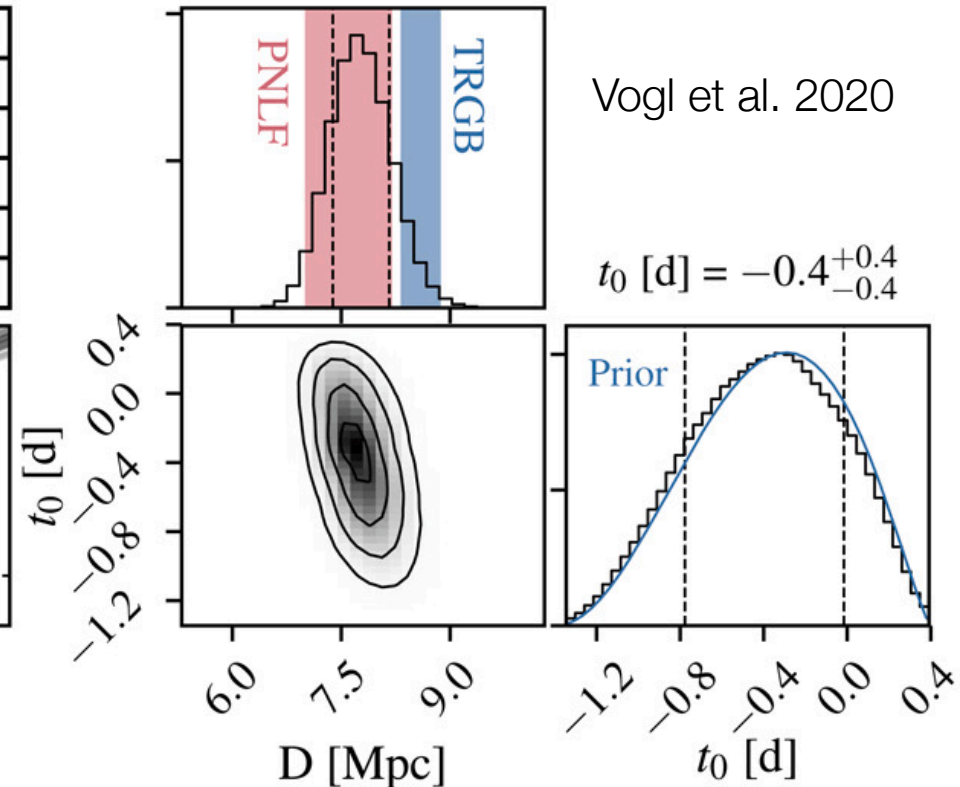 PNLF
TRGB
Vogl et al. 2020
t₀ [d] = −0.4⁺⁰·⁴₋₀.₄
Prior
0.4
0.0
−0.4
−0.8
−1.2
t₀ [d]
6.0 7.5 9.0
D [Mpc]
−1.2 −0.8 −0.4 0.0 0.4
t₀ [d]